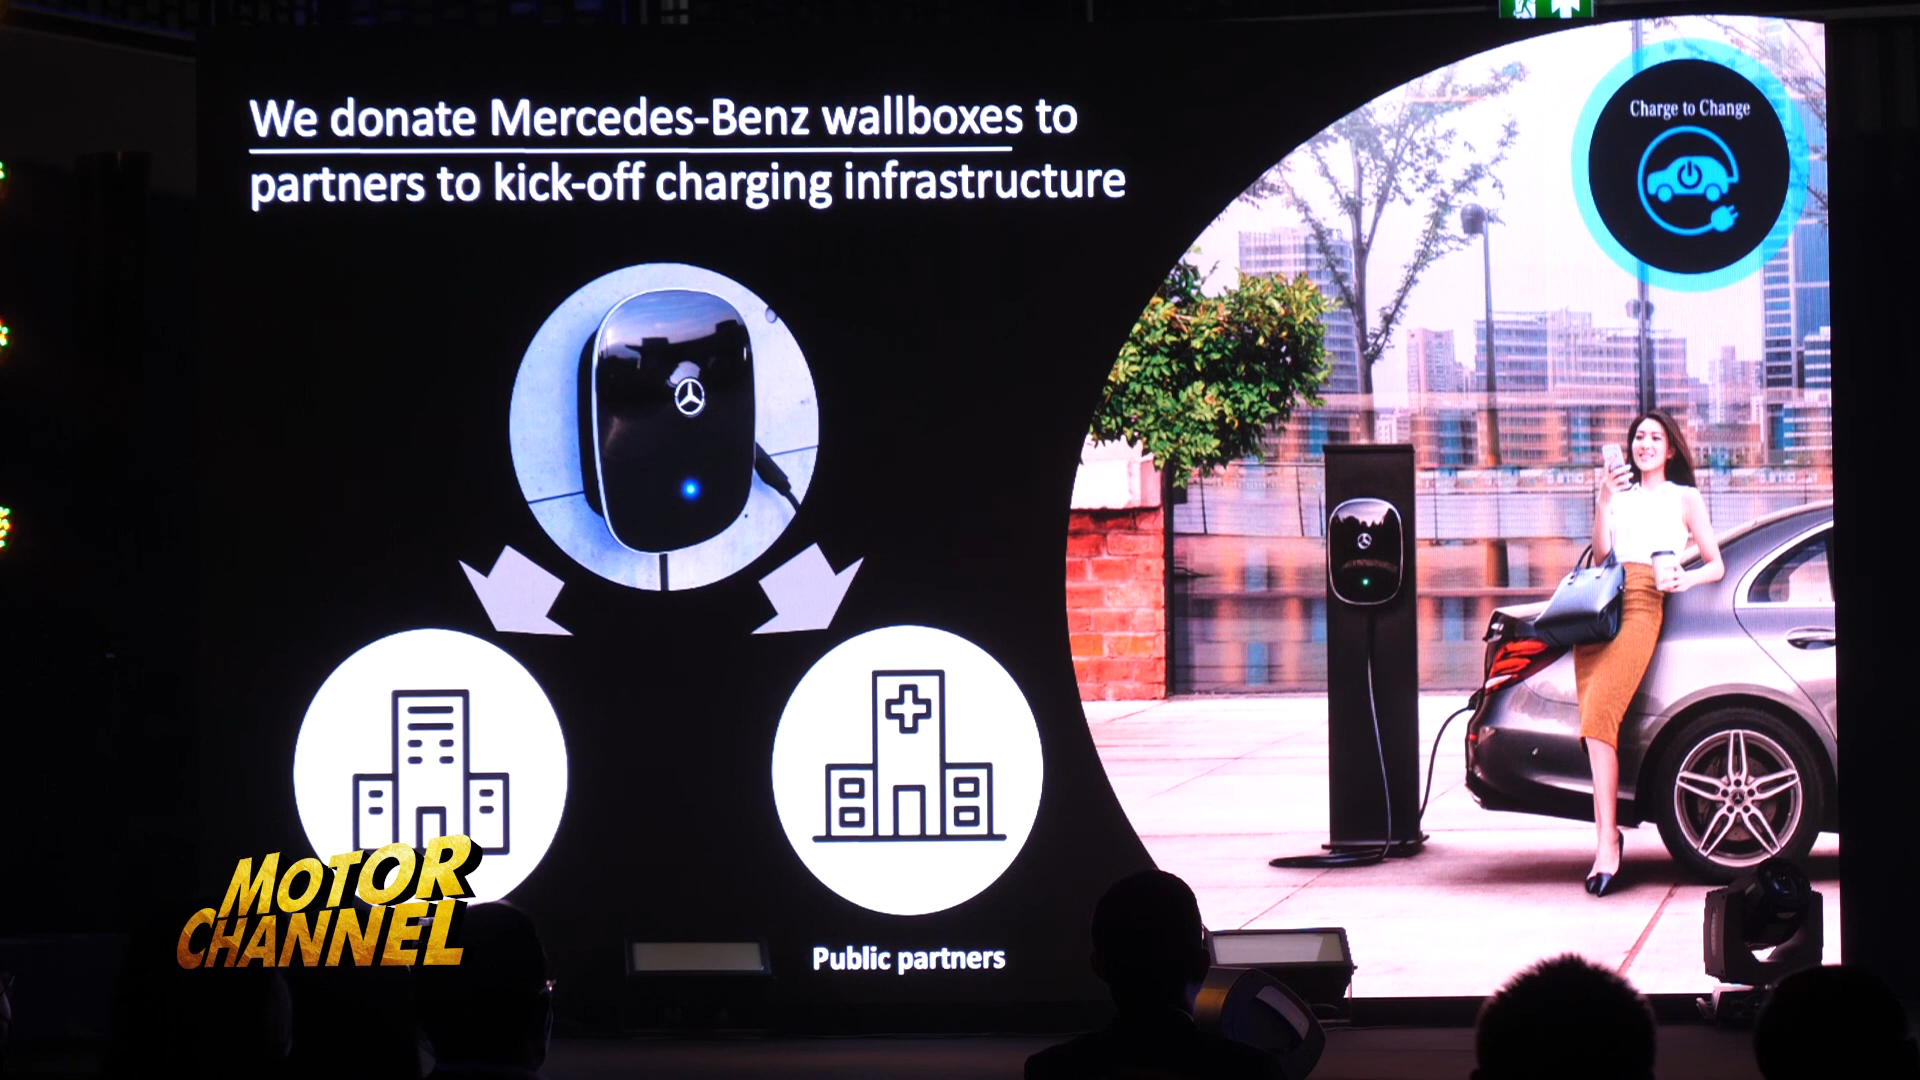 We donate Mercedes-Benz wallboxes to
partners to kick-off charging infrastructure
Charge to Change
Public partners
MOTOR
CHANNEL